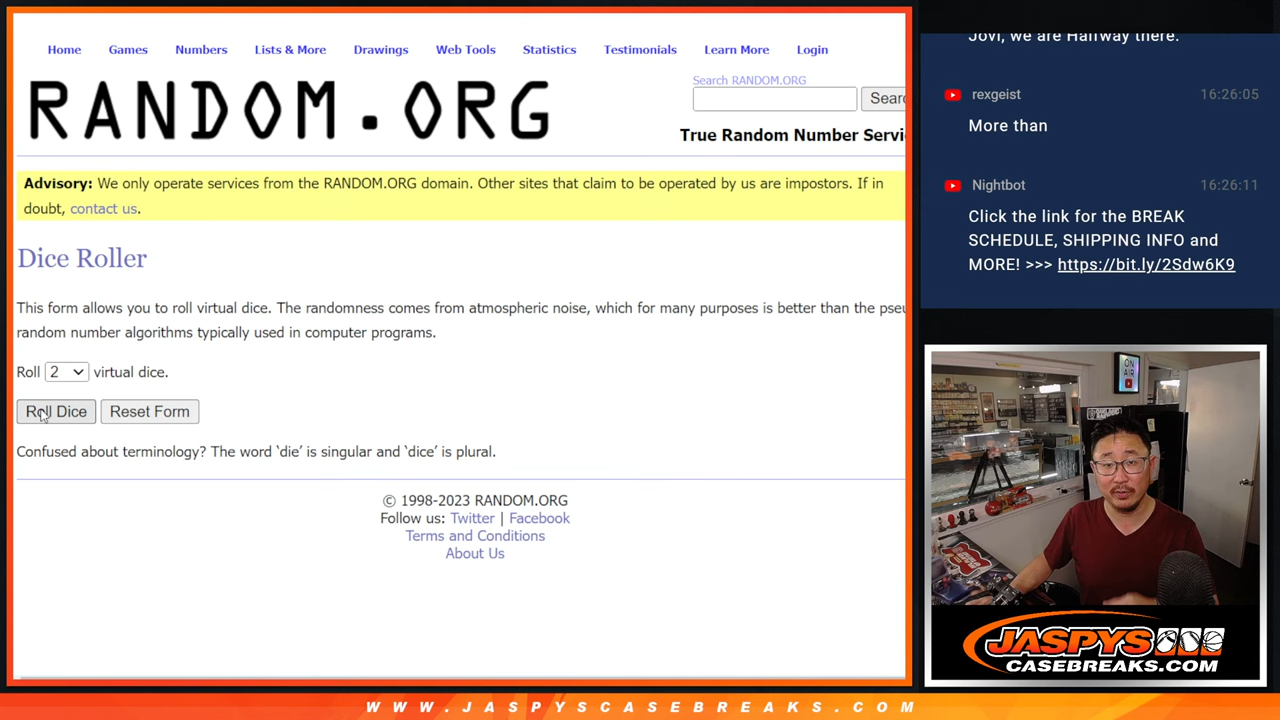 Home Games Numbers Lists & More Drawings Web Tools Statistics Testimonials Learn More Login
RANDOM.ORG
Search RANDOM.ORG
Searc
True Random Number Servi
Advisory: We only operate services from the RANDOM.ORG domain. Other sites that claim to be operated by us are impostors. If in
doubt, contact us.
Dice Roller
This form allows you to roll virtual dice. The randomness comes from atmospheric noise, which for many purposes is better than the pseu
random number algorithms typically used in computer programs.
Roll 2 virtual dice.
Roll Dice Reset Form
Confused about terminology? The word ‘die’ is singular and ‘dice’ is plural.
© 1998-2023 RANDOM.ORG
Follow us: Twitter | Facebook
Terms and Conditions
About Us
Jovi, we are Halfway there.
rexgeist 16:26:05
More than
Nightbot 16:26:11
Click the link for the BREAK
SCHEDULE, SHIPPING INFO and
MORE! >>> https://bit.ly/2Sdw6K9
ON
AIR
JASPYS
CASEBREAKS.COM
WWW.JASPYSCASEBREAKS.COM